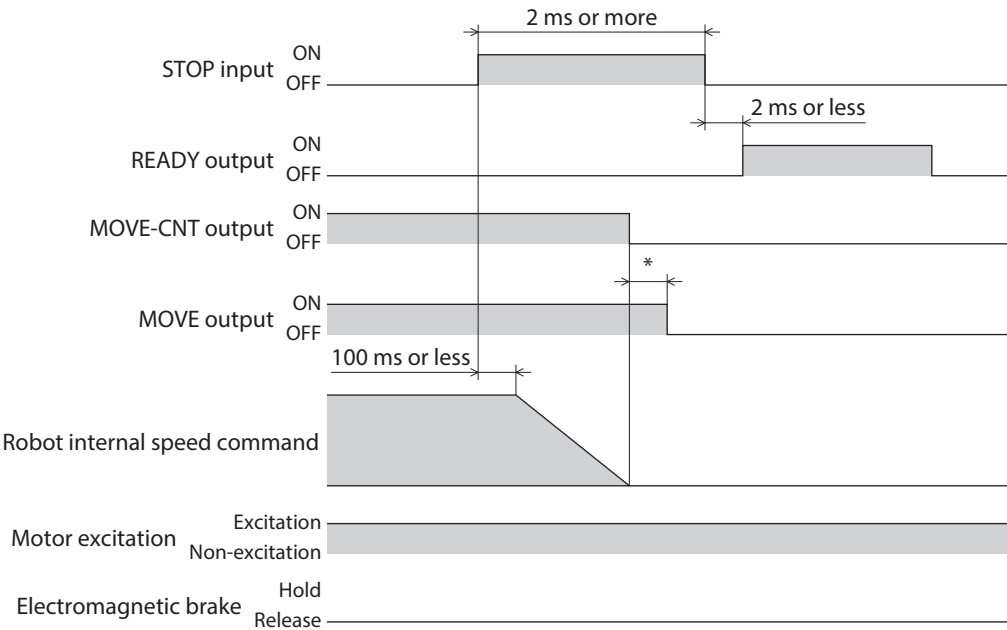 2 ms or more
STOP input
ON
OFF
2 ms or less
READY output
ON
OFF
MOVE-CNT output
ON
OFF
*
MOVE output
ON
OFF
100 ms or less
Robot internal speed command
Motor excitation
Excitation
Non-excitation
Electromagnetic brake
Hold
Release